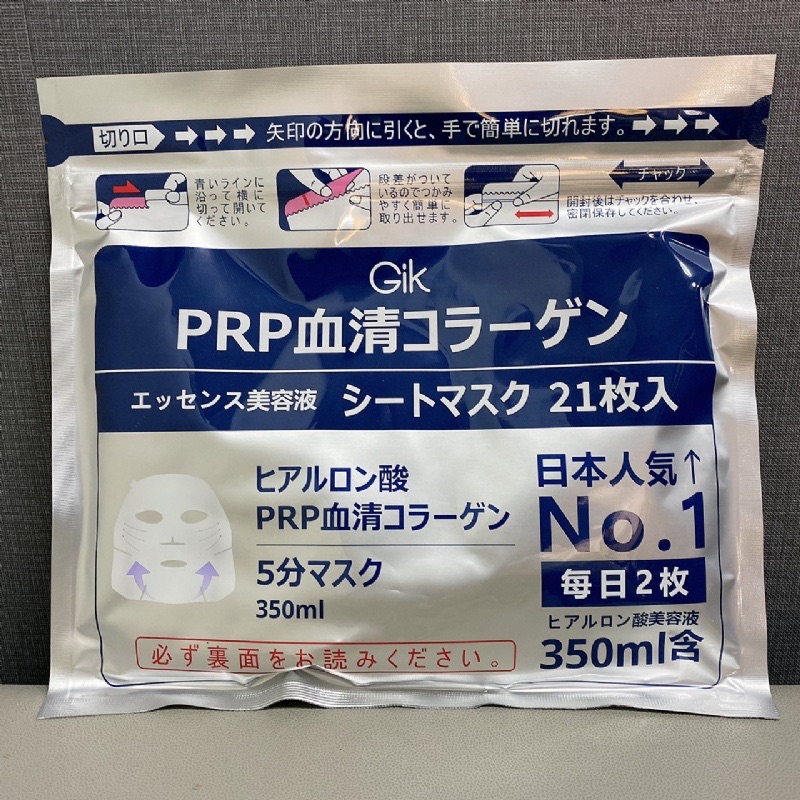 切り口 ➡➡➡ 矢印の方向に引くと、手で簡単に切れます。➡➡➡
青いラインに
沿って横に
切って開いて
ください。
段差がついて
いるのでつかみ
やすく簡単に
取り出せます。
チャック
開封後はチャックを合わせ、
密閉保存してください。
Gik
PRP血清コラーゲン
エッセンス美容液 シートマスク 21枚入
ヒアルロン酸
PRP血清コラーゲン
5分マスク
350ml
日本人気↑
No.1
每日2枚
ヒアルロン酸美容液
350ml含
必ず裏面をお読みください。